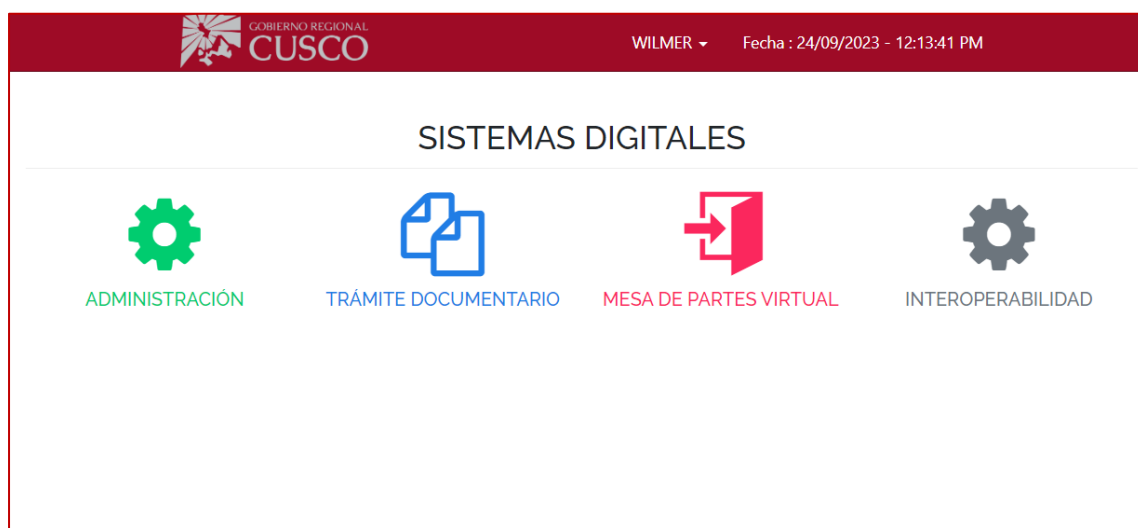 GOBIERNO REGIONAL
CUSCO
WILMER
Fecha : 24/09/2023 - 12:13:41 PM
SISTEMAS DIGITALES
ADMINISTRACIÓN
TRÁMITE DOCUMENTARIO
MESA DE PARTES VIRTUAL
INTEROPERABILIDAD